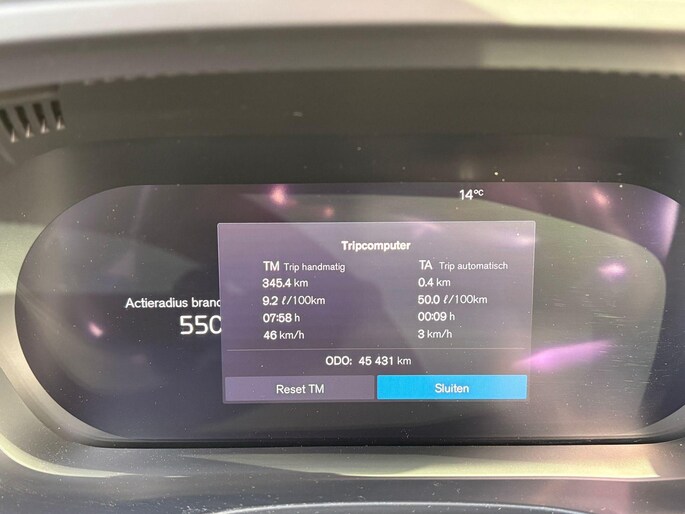 14°C
Tripcomputer
TM Trip handmatig
345.4 km
9.2 ℓ/100km
07:58 h
46 km/h
TA Trip automatisch
0.4 km
50.0 ℓ/100km
00:09 h
3 km/h
Actieradius
550
ODO: 45 431 km
Reset TM
Sluiten